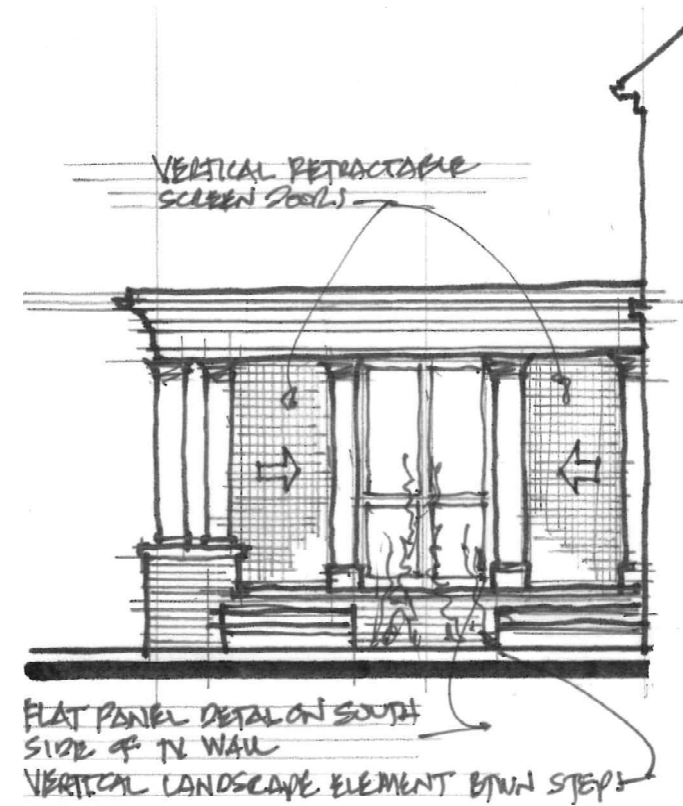 VERTICAL RETRACTABLE
SCREEN DOORS
FLAT PANEL DETAIL ON SOUTH
SIDE OF TV WALL
VERTICAL LANDSCAPE ELEMENT BTWN STEPS